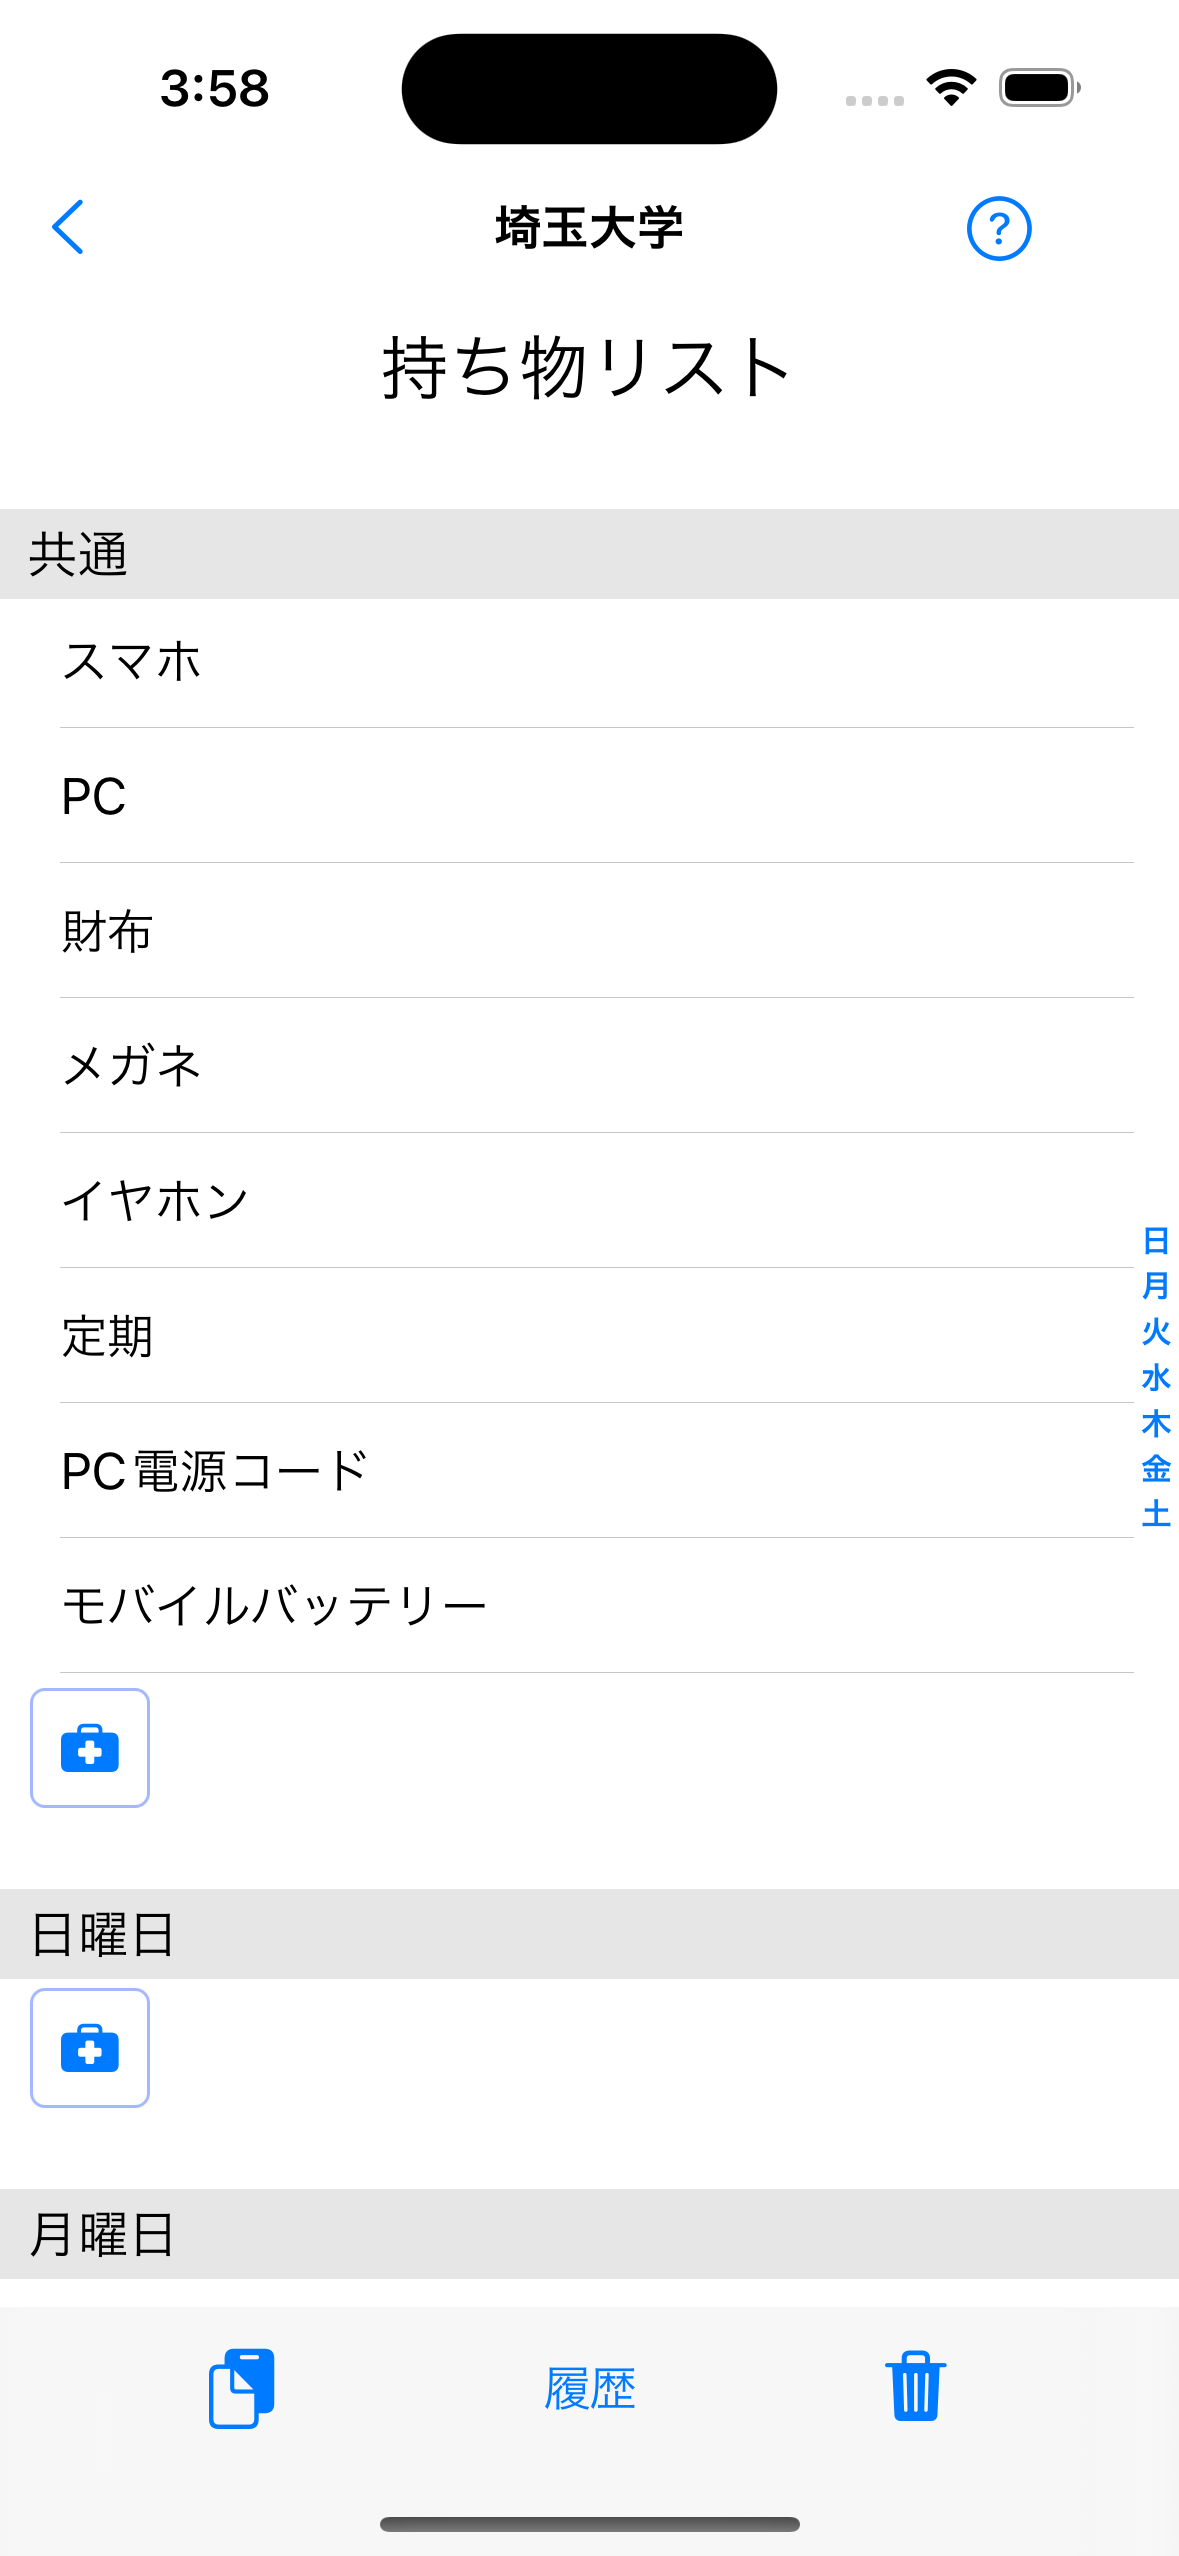 3:58
埼玉大学
?
持ち物リスト
共通
スマホ
PC
財布
メガネ
イヤホン
定期
PC電源コード
モバイルバッテリー
日
月
火
水
木
金
土
日曜日
月曜日
履歴